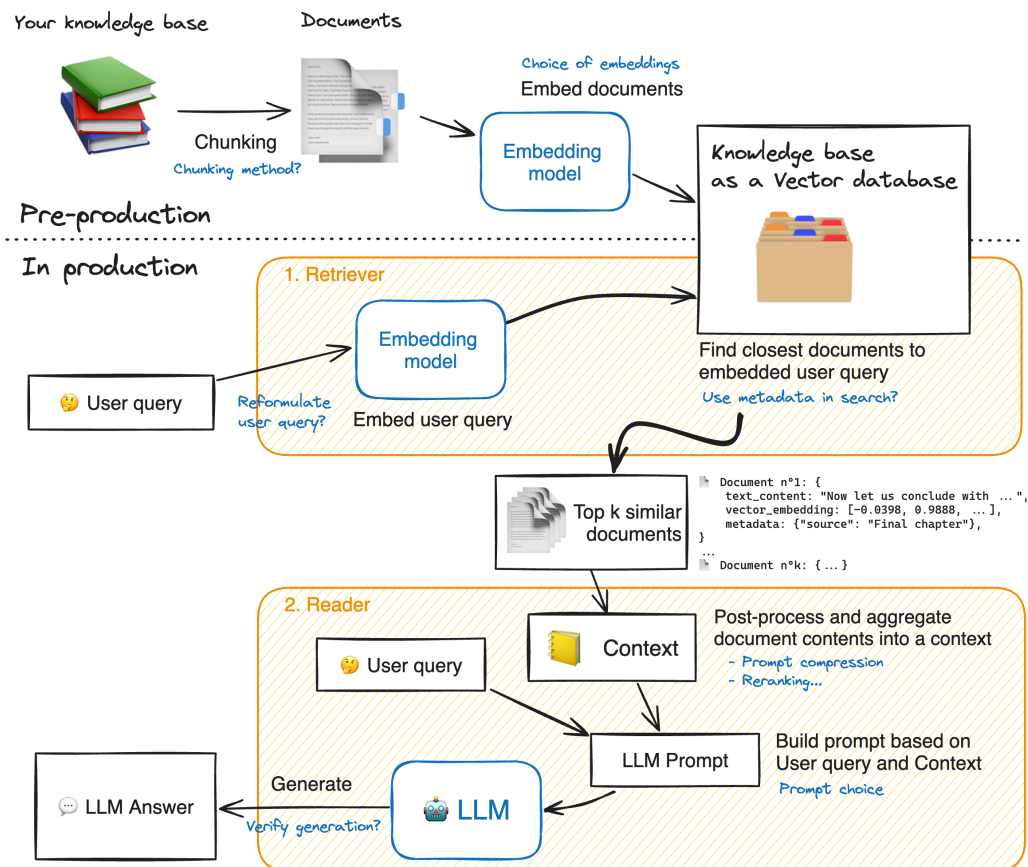 Your knowledge base
Documents
Chunking
Chunking method?
Choice of embeddings
Embed documents
Embedding
model
Knowledge base
as a Vector database
Pre-production
In production
1. Retriever
Embedding
model
🤔 User query
Reformulate
user query?
Embed user query
Find closest documents to
embedded user query
Use metadata in search?
Top k similar
documents
Document n°1: {
text_content: "Now let us conclude with ...",
vector_embedding: [-0.0398, 0.9888, ...],
metadata: {"source": "Final chapter"},
}
...
Document n°k: {...}
2. Reader
Context
Post-process and aggregate
document contents into a context
- Prompt compression
- Reranking...
🤔 User query
LLM Prompt
Build prompt based on
User query and Context
Prompt choice
🤖 LLM
Generate
Verify generation?
💬 LLM Answer